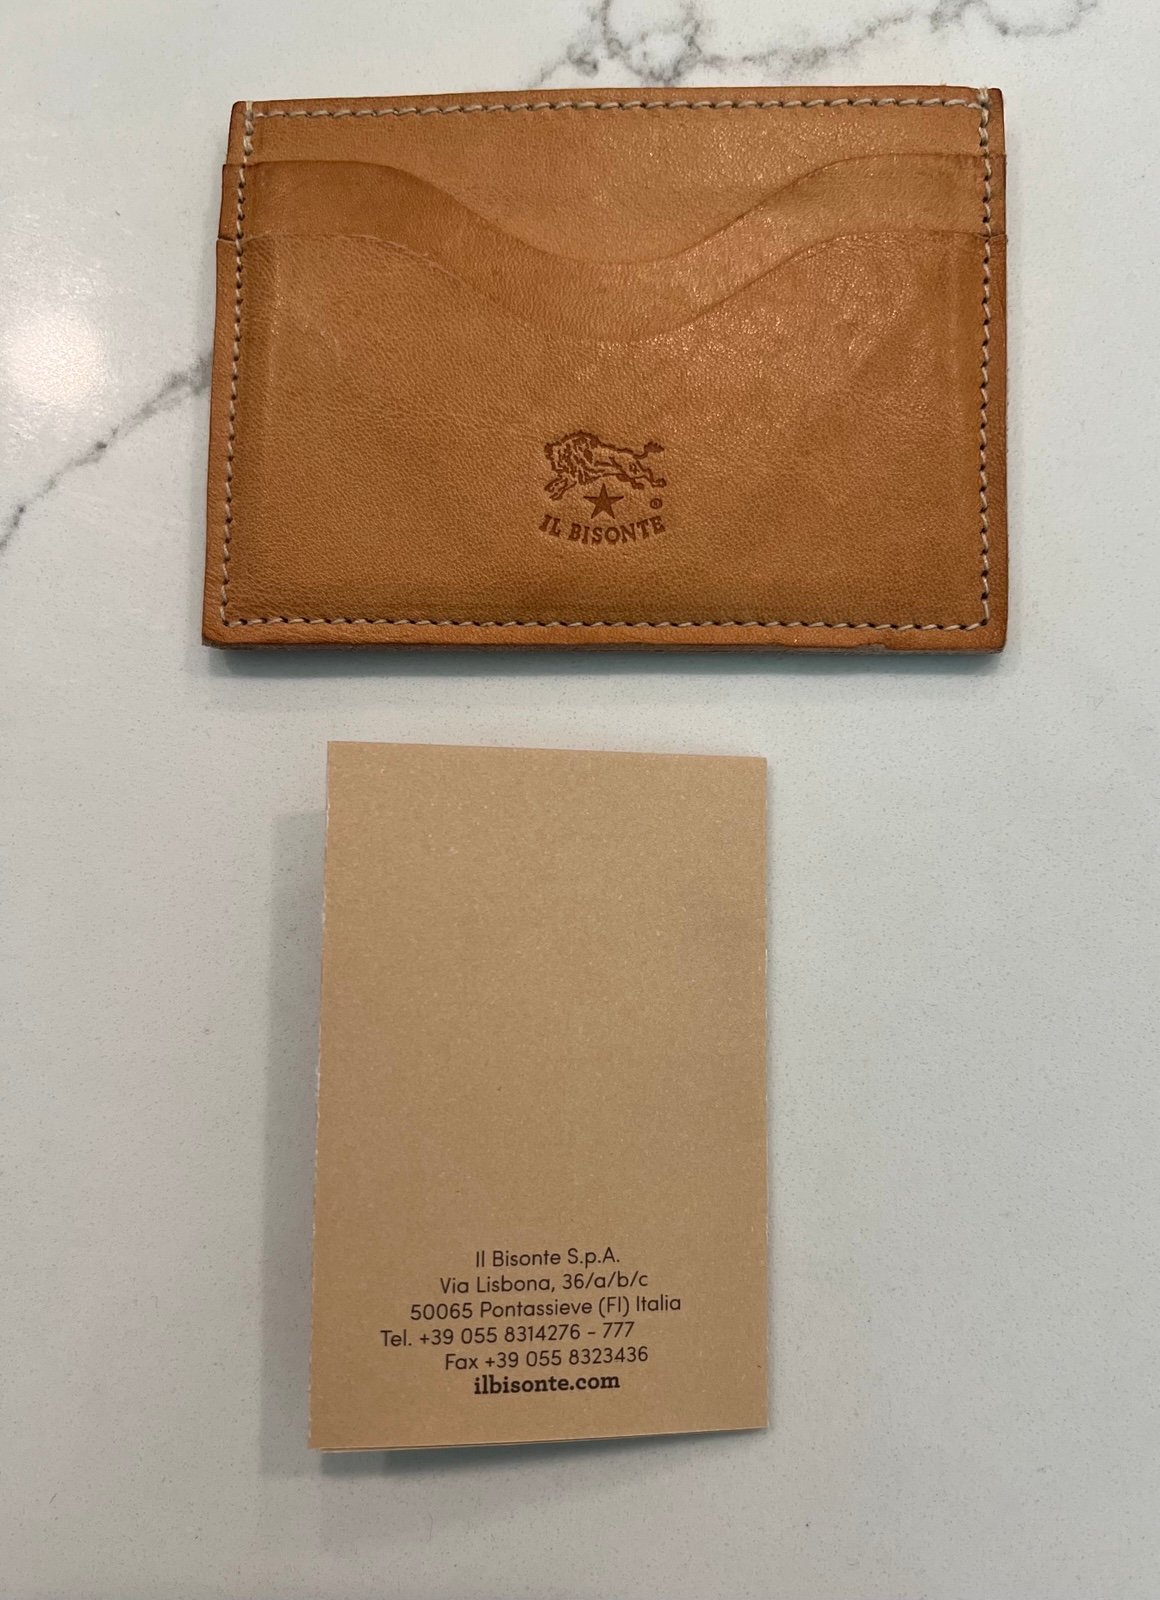 IL BISONTE
Il Bisonte S.p.A.
Via Lisbona, 36/a/b/c
50065 Pontassieve (FI) Italia
Tel. +39 055 8314276 - 777
Fax +39 055 8323436
ilbisonte.com